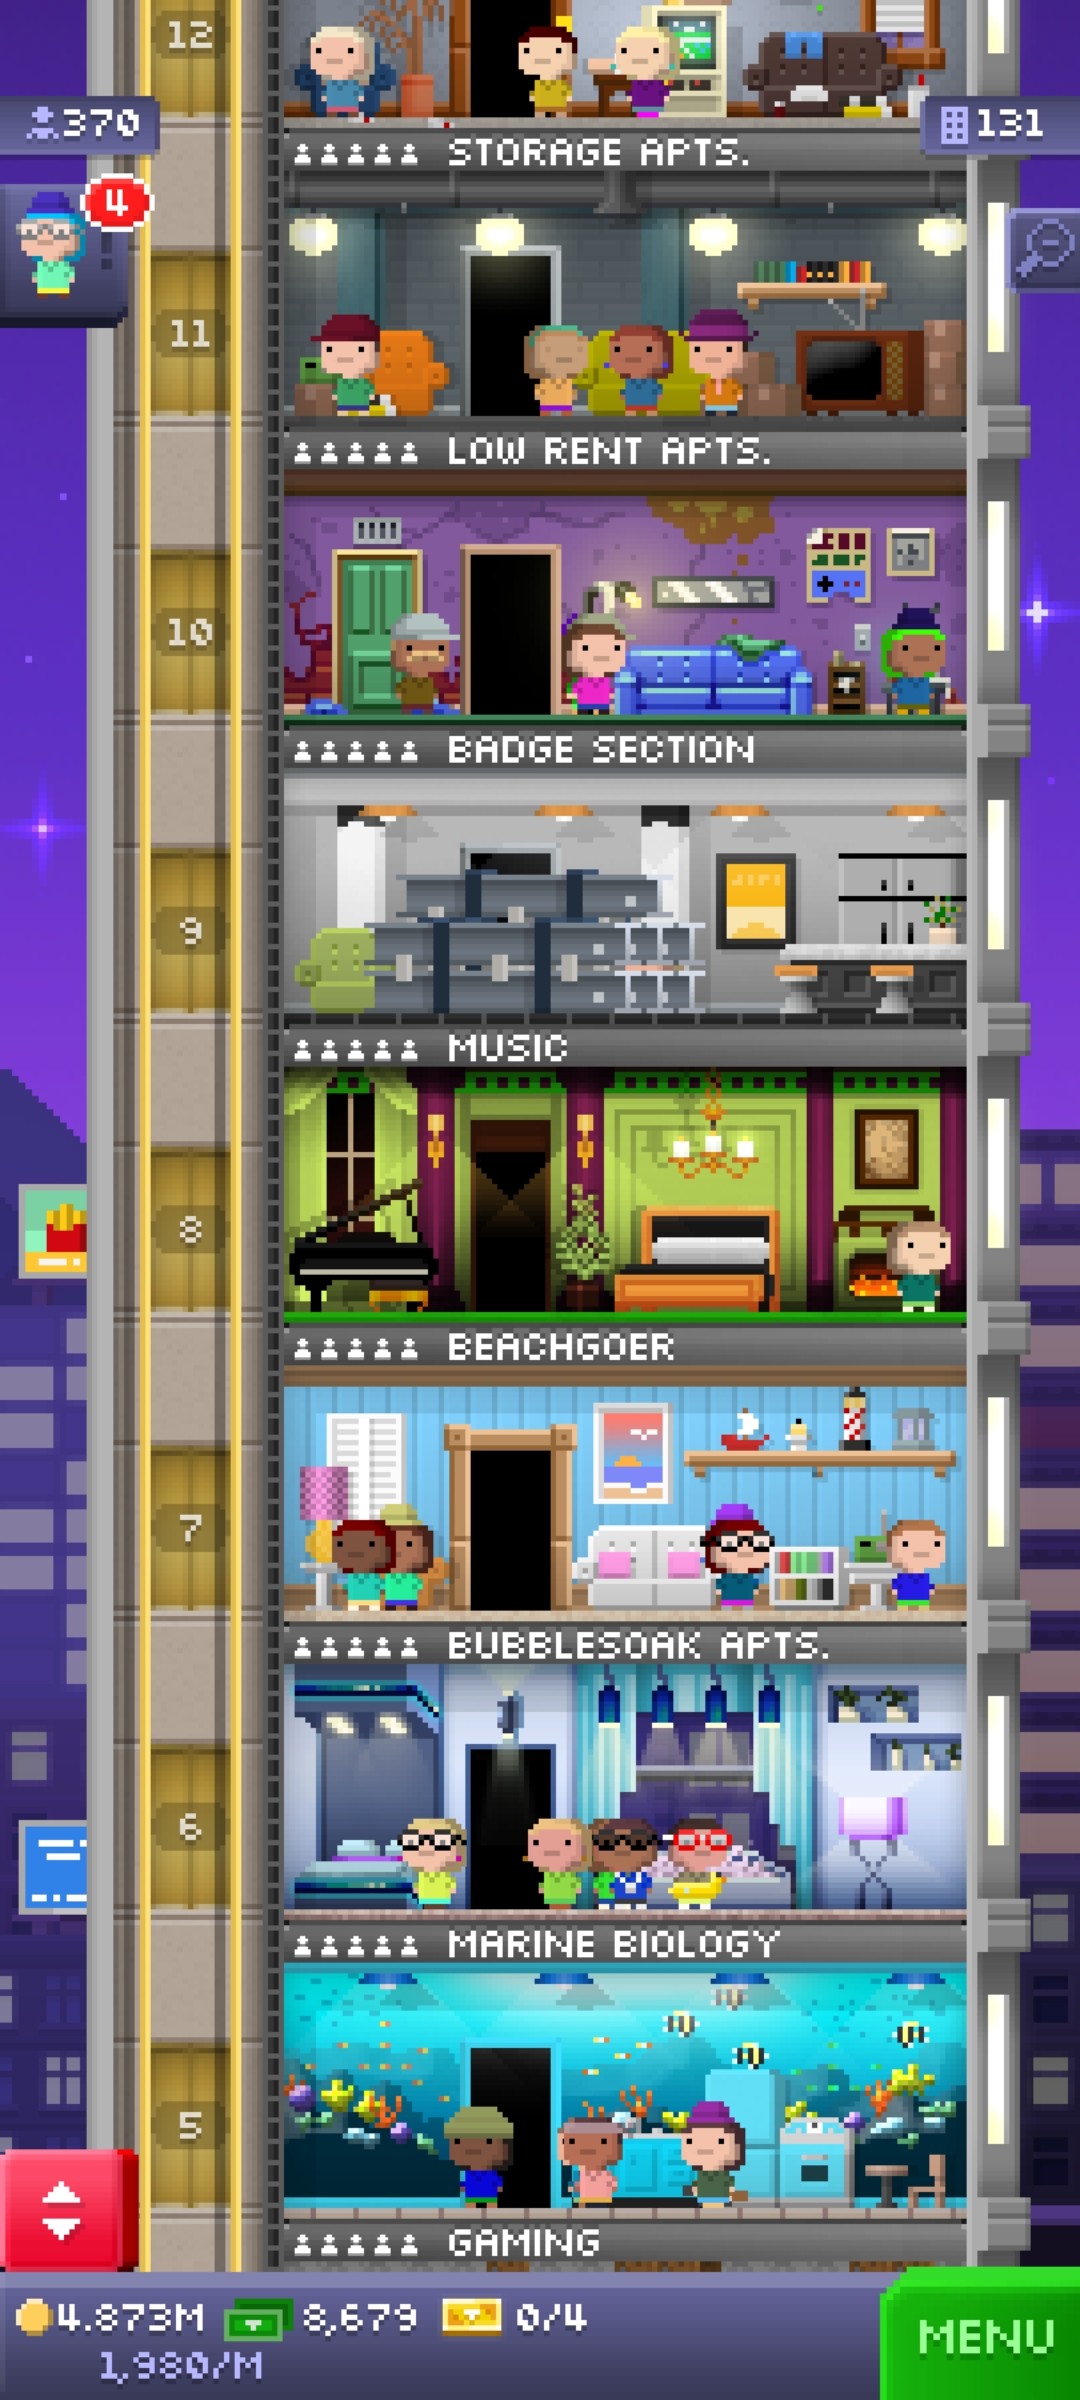 12
370
131
4
STORAGE APTS.
11
LOW RENT APTS.
10
BADGE SECTION
9
MUSIC
8
BEACHGOER
7
BUBBLESOAK APTS.
6
MARINE BIOLOGY
5
GAMING
4.873M 8,679 0/4
1,980/M
MENU